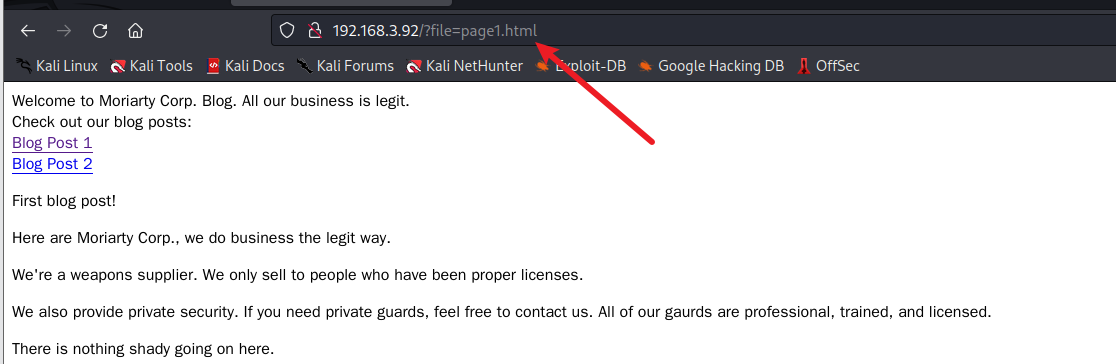 192.168.3.92/?file=page1.html
Kali Linux Kali Tools Kali Docs Kali Forums Kali NetHunter Exploit-DB Google Hacking DB OffSec
Welcome to Moriarty Corp. Blog. All our business is legit.
Check out our blog posts:
Blog Post 1
Blog Post 2
First blog post!
Here are Moriarty Corp., we do business the legit way.
We're a weapons supplier. We only sell to people who have been proper licenses.
We also provide private security. If you need private guards, feel free to contact us. All of our gaurds are professional, trained, and licensed.
There is nothing shady going on here.